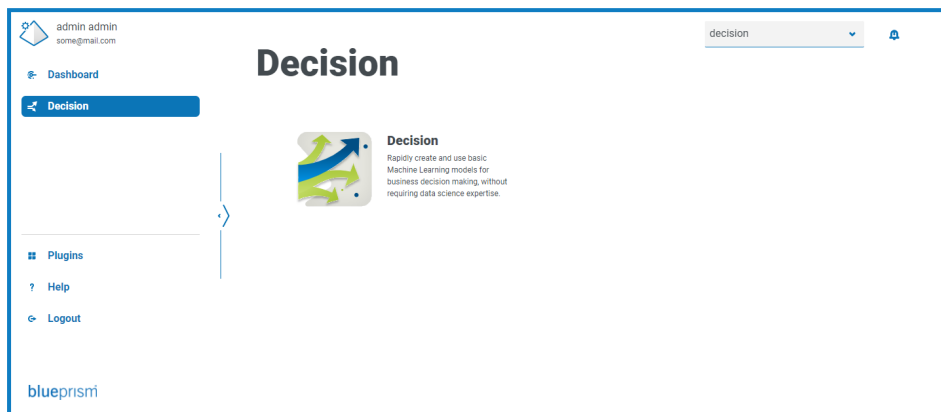 admin admin
some@mail.com
decision
Decision
Dashboard
Decision
Decision
Rapidly create and use basic
Machine Learning models for
business decision making, without
requiring data science expertise.
Plugins
? Help
Logout
blueprism